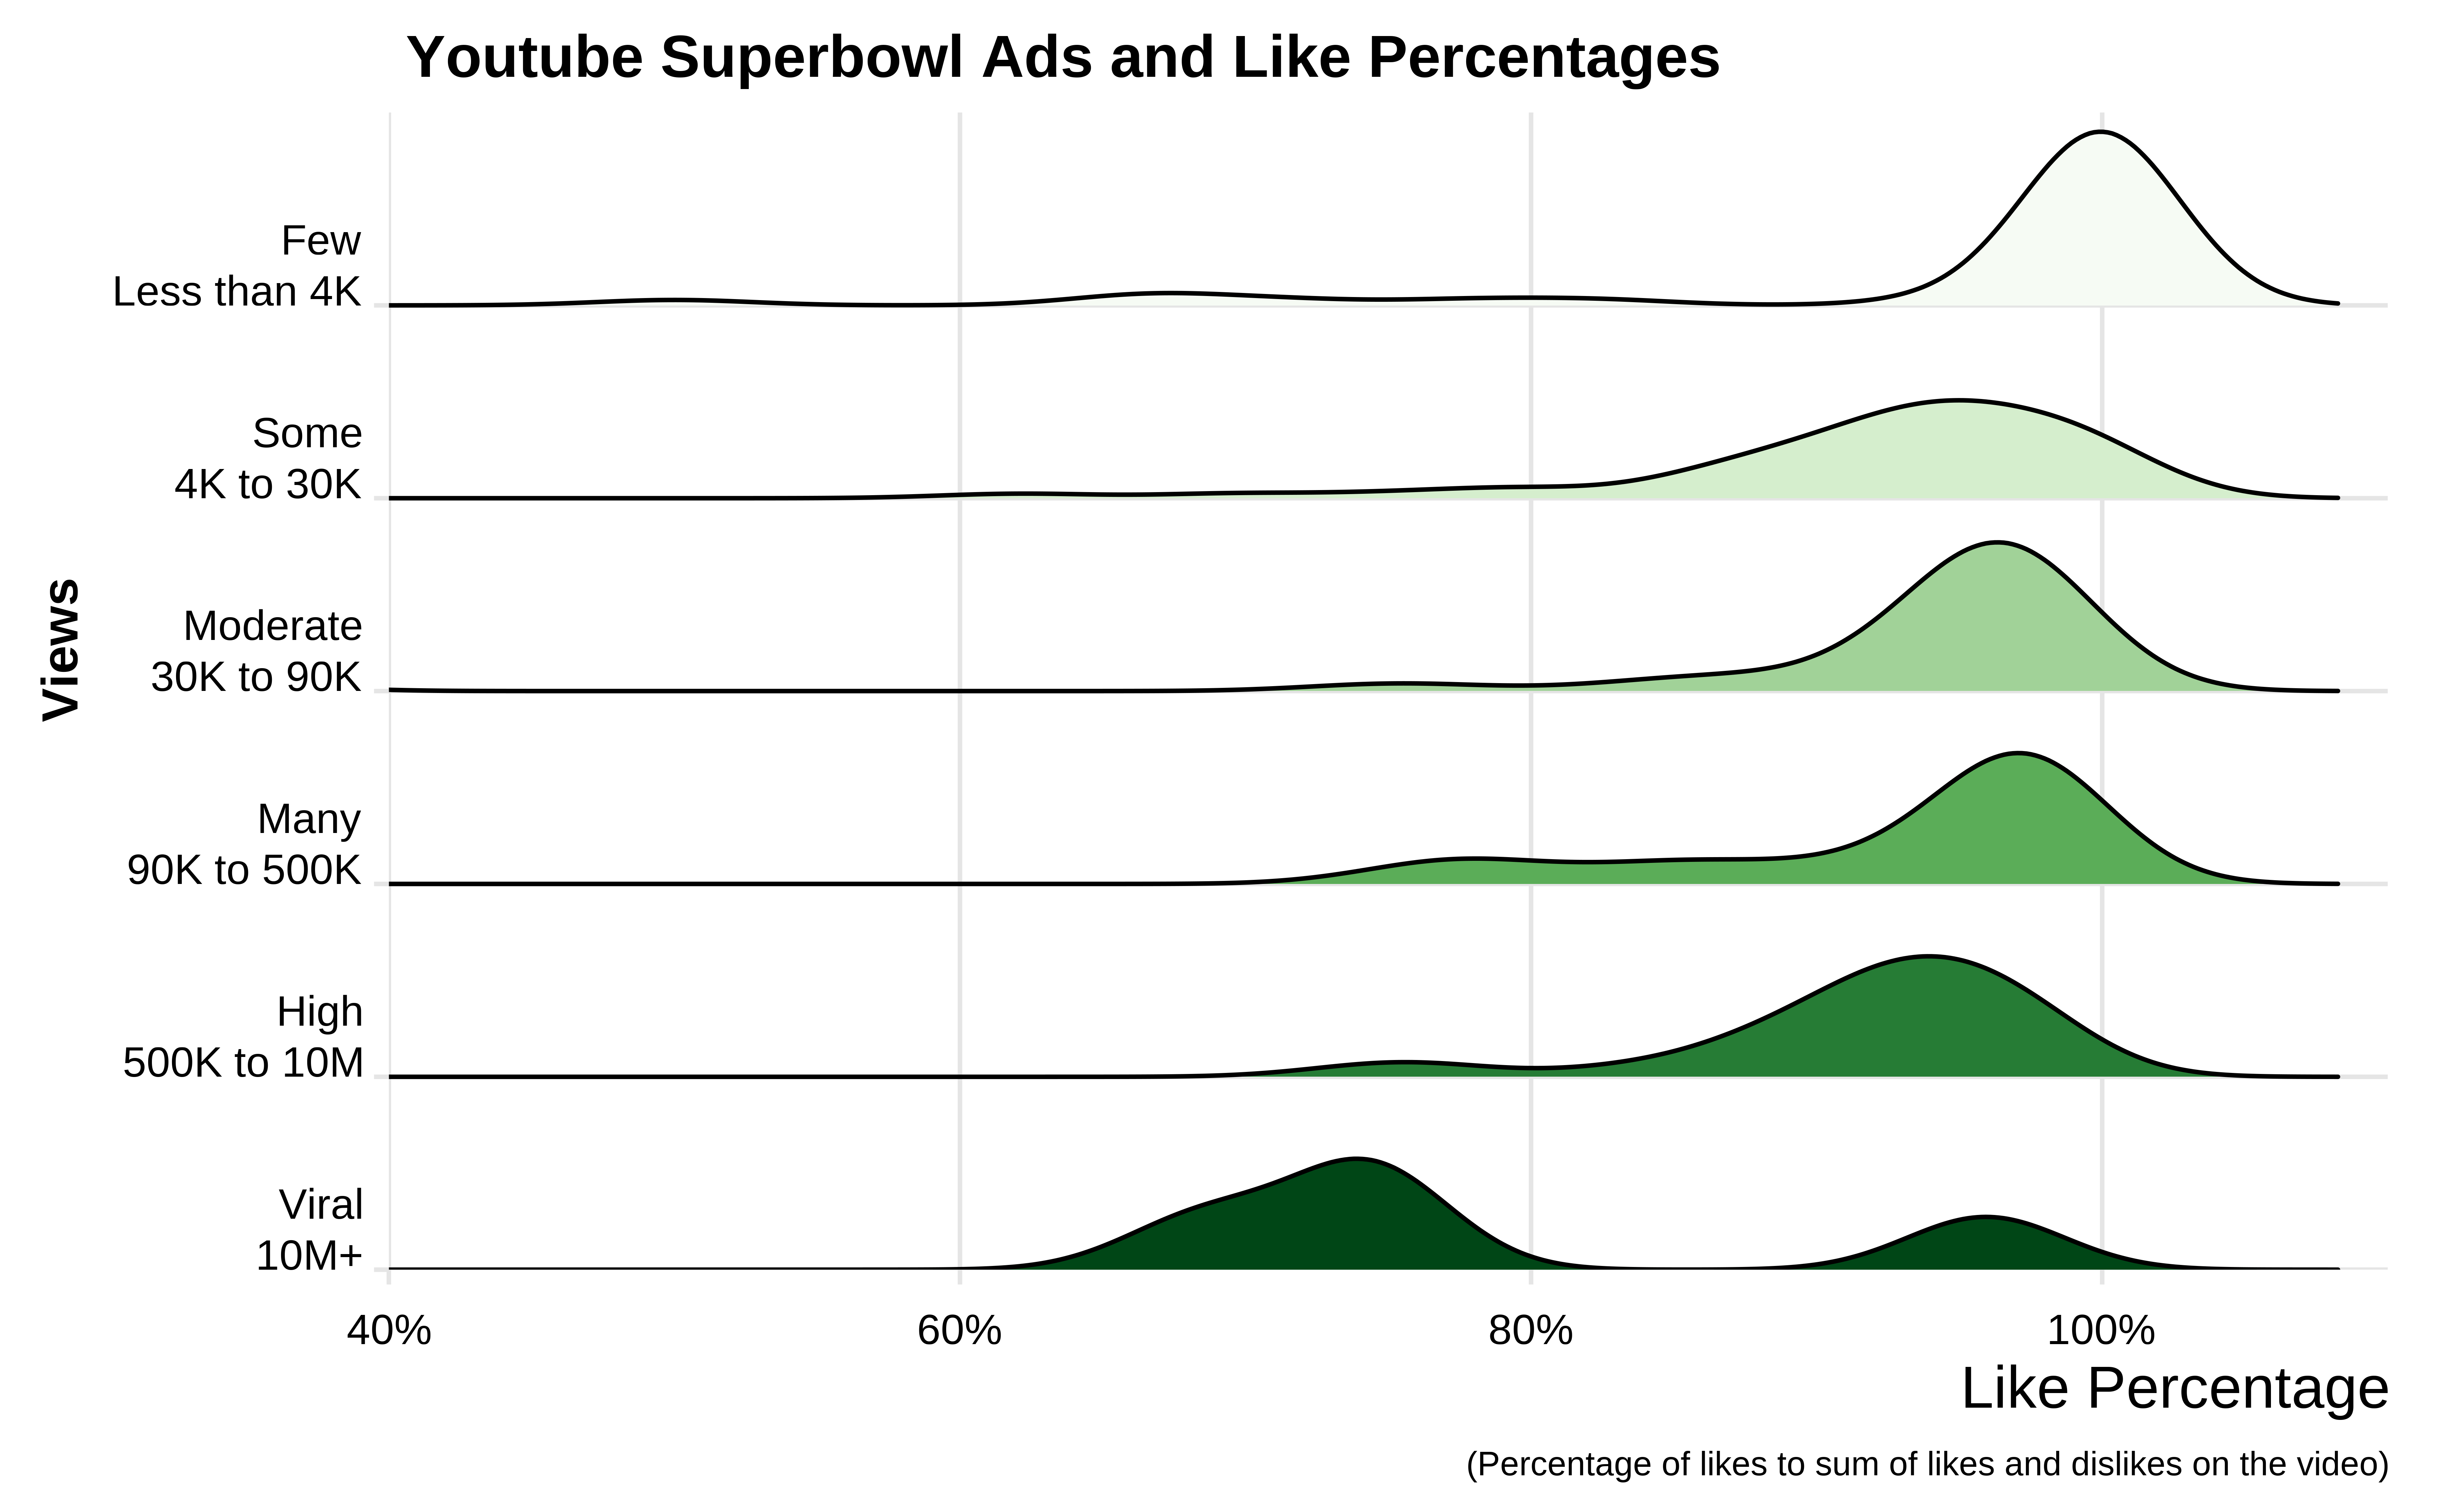 Youtube Superbowl Ads and Like Percentages
Few
Less than 4K
Some
4K to 30K
Moderate
30K to 90K
Views
Many
90K to 500K
High
500K to 10M
Viral
10M+
40%
60%
80%
100%
Like Percentage
(Percentage of likes to sum of likes and dislikes on the video)